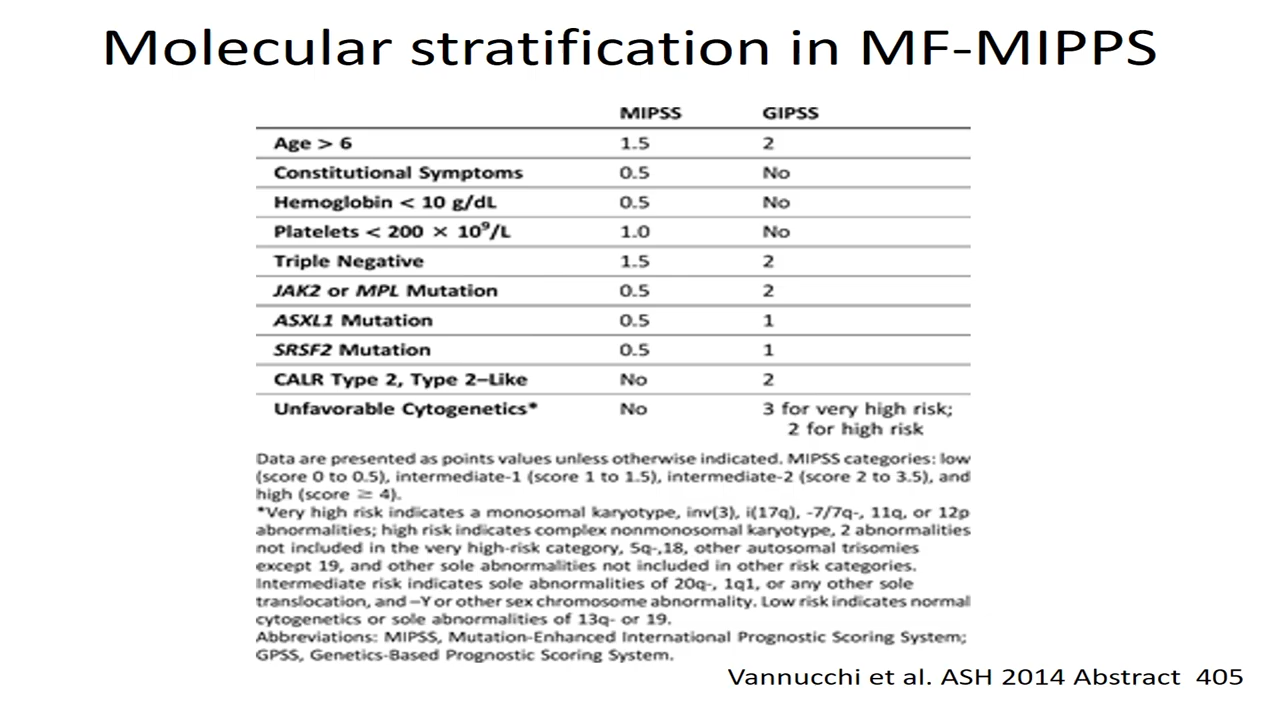 Molecular stratification in MF-MIPPS
MIPSS GIPSS
Age > 6 1.5 2
Constitutional Symptoms 0.5 No
Hemoglobin < 10 g/dL 0.5 No
Platelets < 200 × 10⁹/L 1.0 No
Triple Negative 1.5 2
JAK2 or MPL Mutation 0.5 2
ASXL1 Mutation 0.5 1
SRSF2 Mutation 0.5 1
CALR Type 2, Type 2–Like No 2
Unfavorable Cytogenetics* No 3 for very high risk;
2 for high risk
Data are presented as points values unless otherwise indicated. MIPSS categories: low
(score 0 to 0.5), intermediate-1 (score 1 to 1.5), intermediate-2 (score 2 to 3.5), and
high (score ≥ 4).
*Very high risk indicates a monosomal karyotype, inv(3), i(17q), -7/7q-, 11q, or 12p
abnormalities; high risk indicates complex nonmonosomal karyotype, 2 abnormalities
not included in the very high-risk category, 5q-,18, other autosomal trisomies
except 19, and other sole abnormalities not included in other risk categories.
Intermediate risk indicates sole abnormalities of 20q-, 1q1, or any other sole
translocation, and –Y or other sex chromosome abnormality. Low risk indicates normal
cytogenetics or sole abnormalities of 13q- or 19.
Abbreviations: MIPSS, Mutation-Enhanced International Prognostic Scoring System;
GPSS, Genetics-Based Prognostic Scoring System.
Vannucchi et al. ASH 2014 Abstract 405